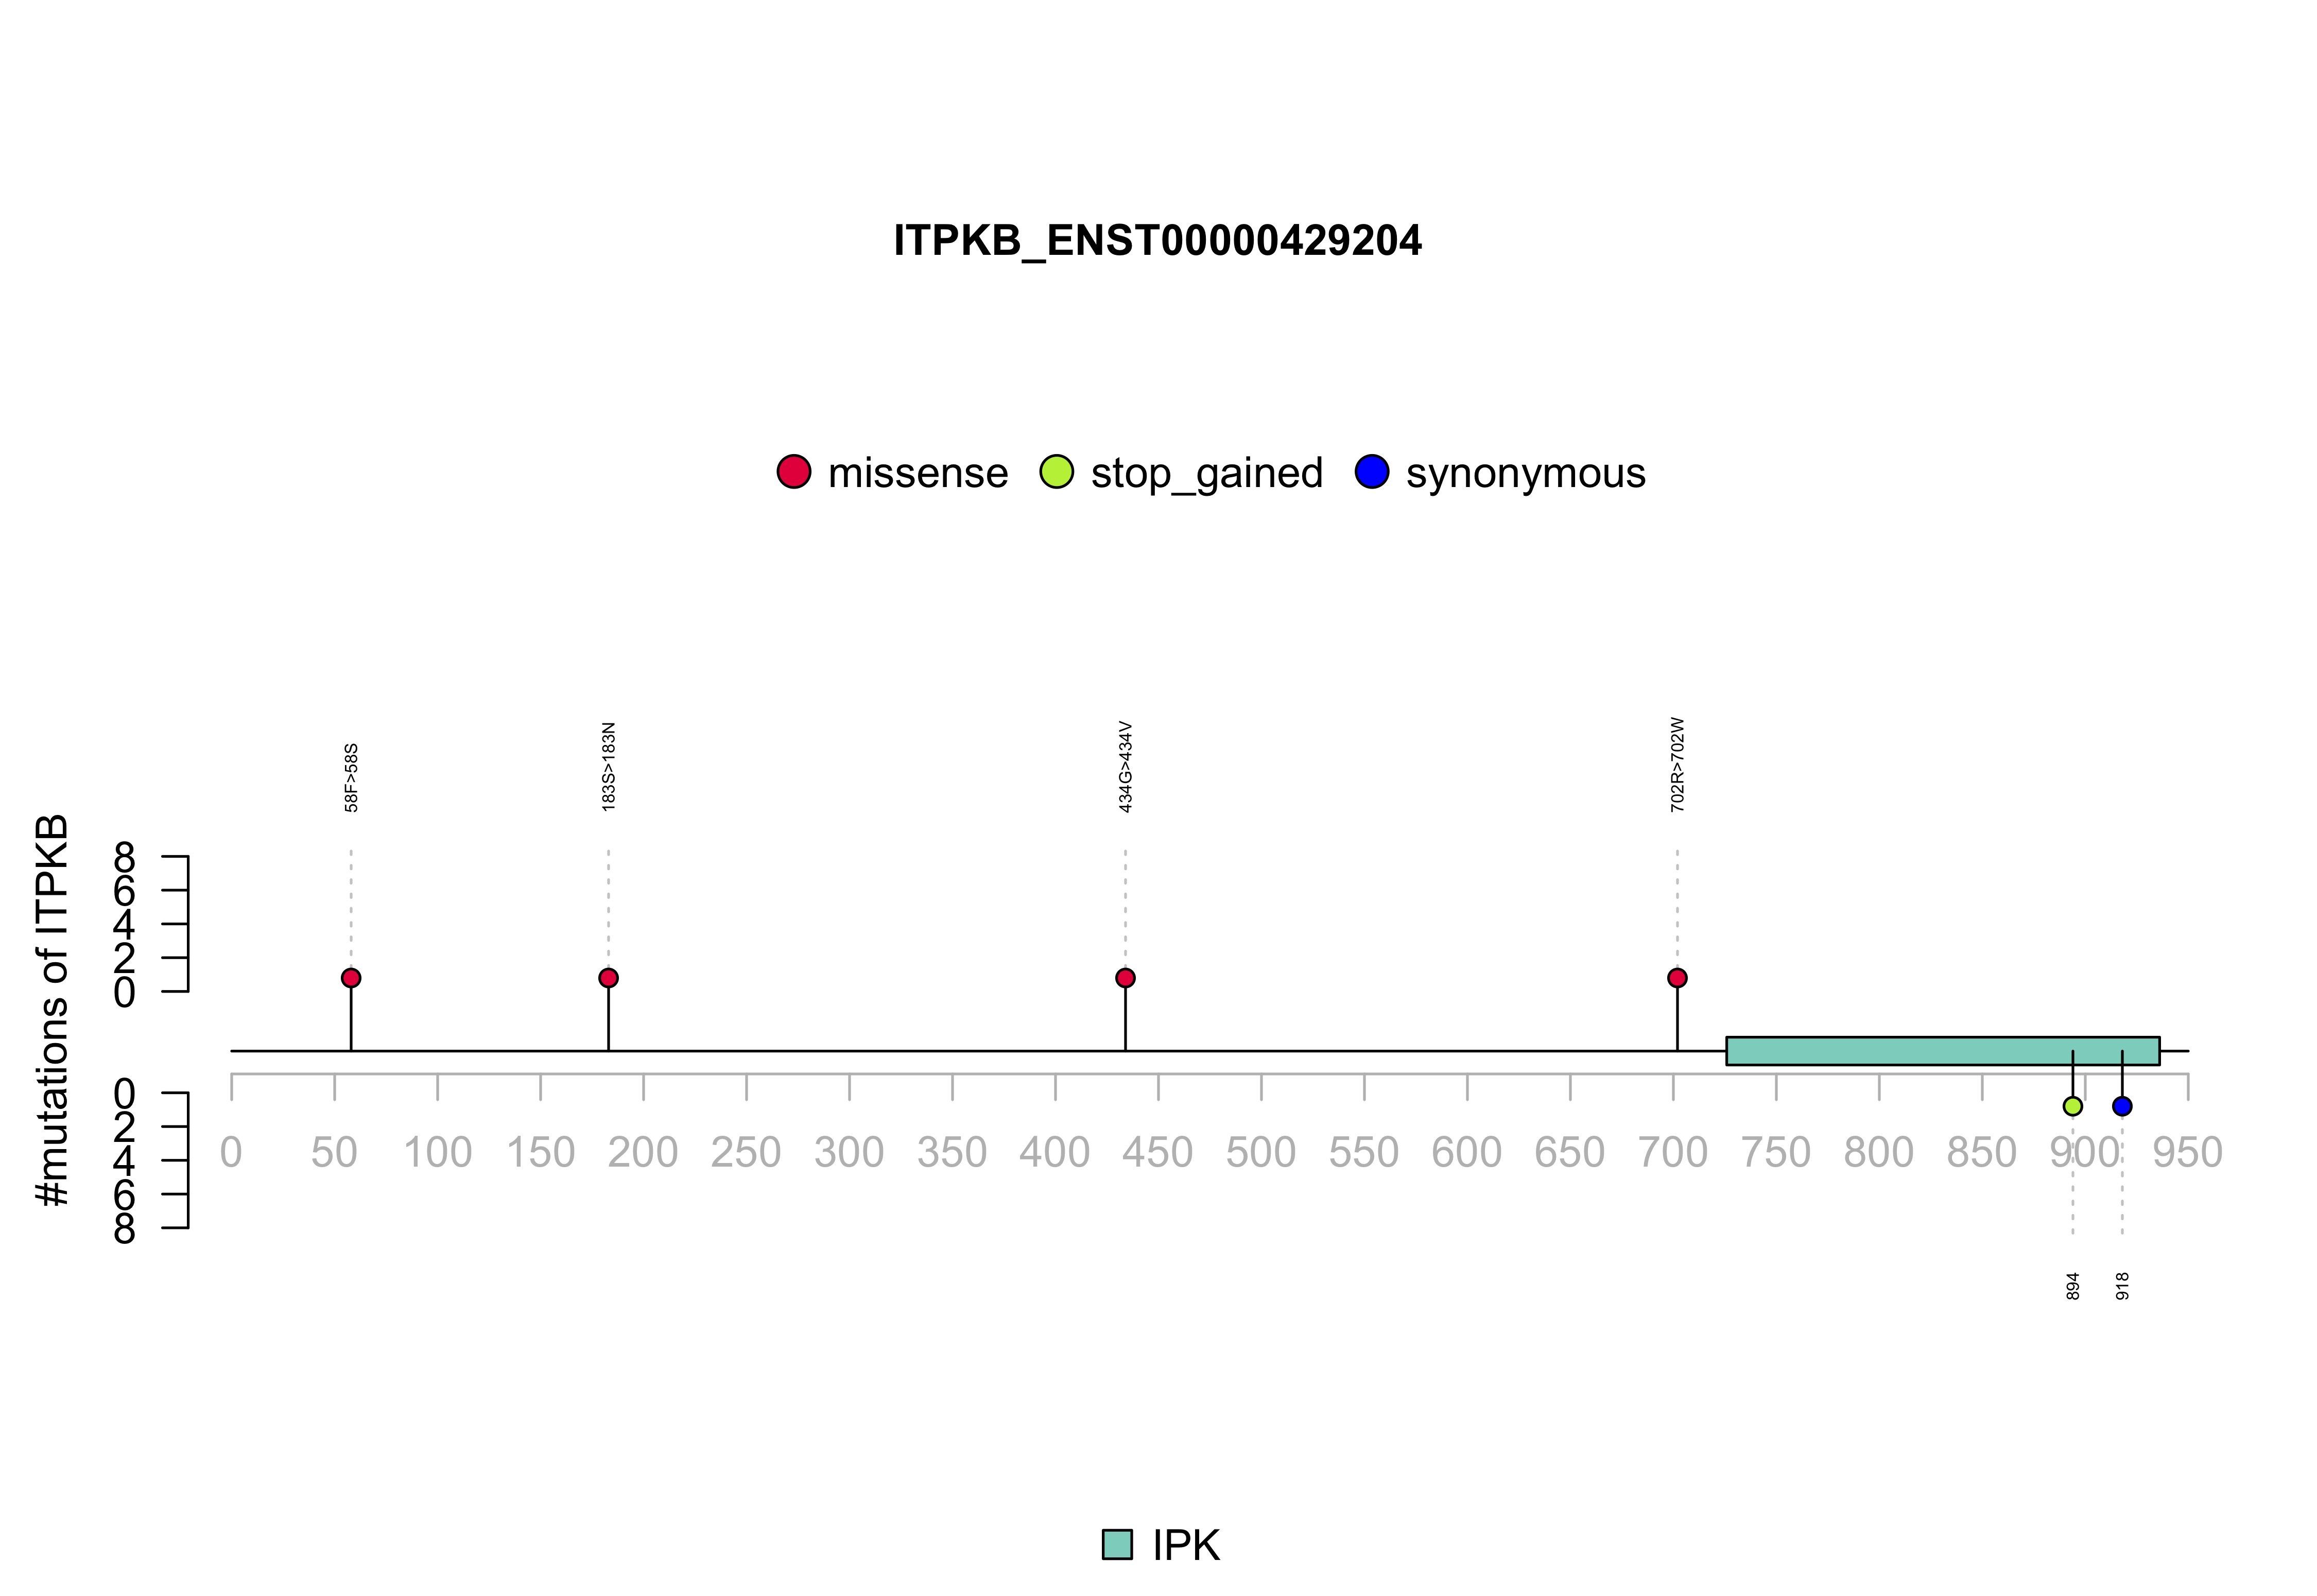 ITPKB_ENST00000429204
missense stop_gained synonymous
58F>58S 183S>183N 434G>434V 702R>702W
#mutations of ITPKB
8
6
4
2
0
0
2
4
6
8
0 50 100 150 200 250 300 350 400 450 500 550 600 650 700 750 800 850 900 950
894 918
IPK